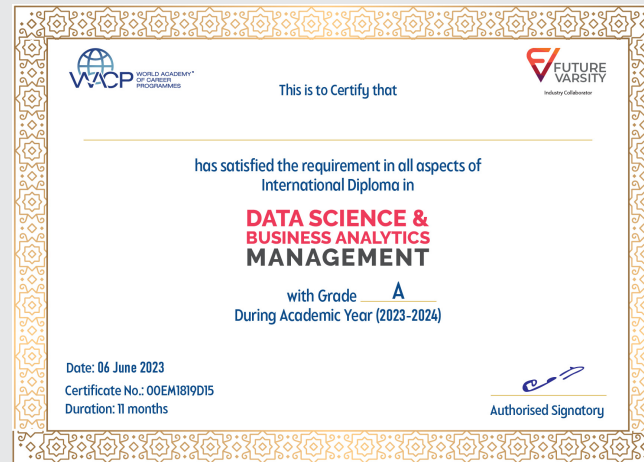 WACP
WORLD ACADEMY
OF CAREER
PROGRAMMES
FUTURE
VARSITY
Industry Collaborator
This is to Certify that
has satisfied the requirement in all aspects of
International Diploma in
DATA SCIENCE &
BUSINESS ANALYTICS
MANAGEMENT
with Grade A
During Academic Year (2023-2024)
Date: 06 June 2023
Certificate No.: 00EM1819D15
Duration: 11 months
Authorised Signatory